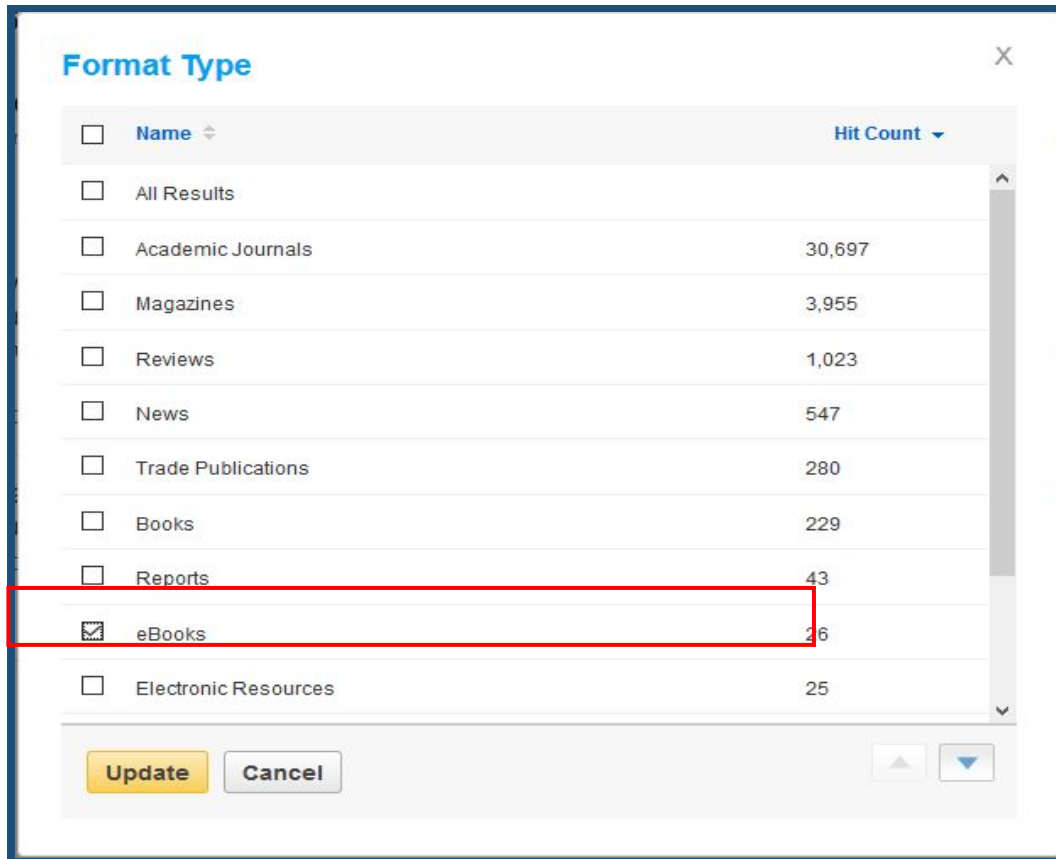 Format Type X
Name Hit Count
All Results
Academic Journals 30,697
Magazines 3,955
Reviews 1,023
News 547
Trade Publications 280
Books 229
Reports 43
eBooks 26
Electronic Resources 25
Update Cancel